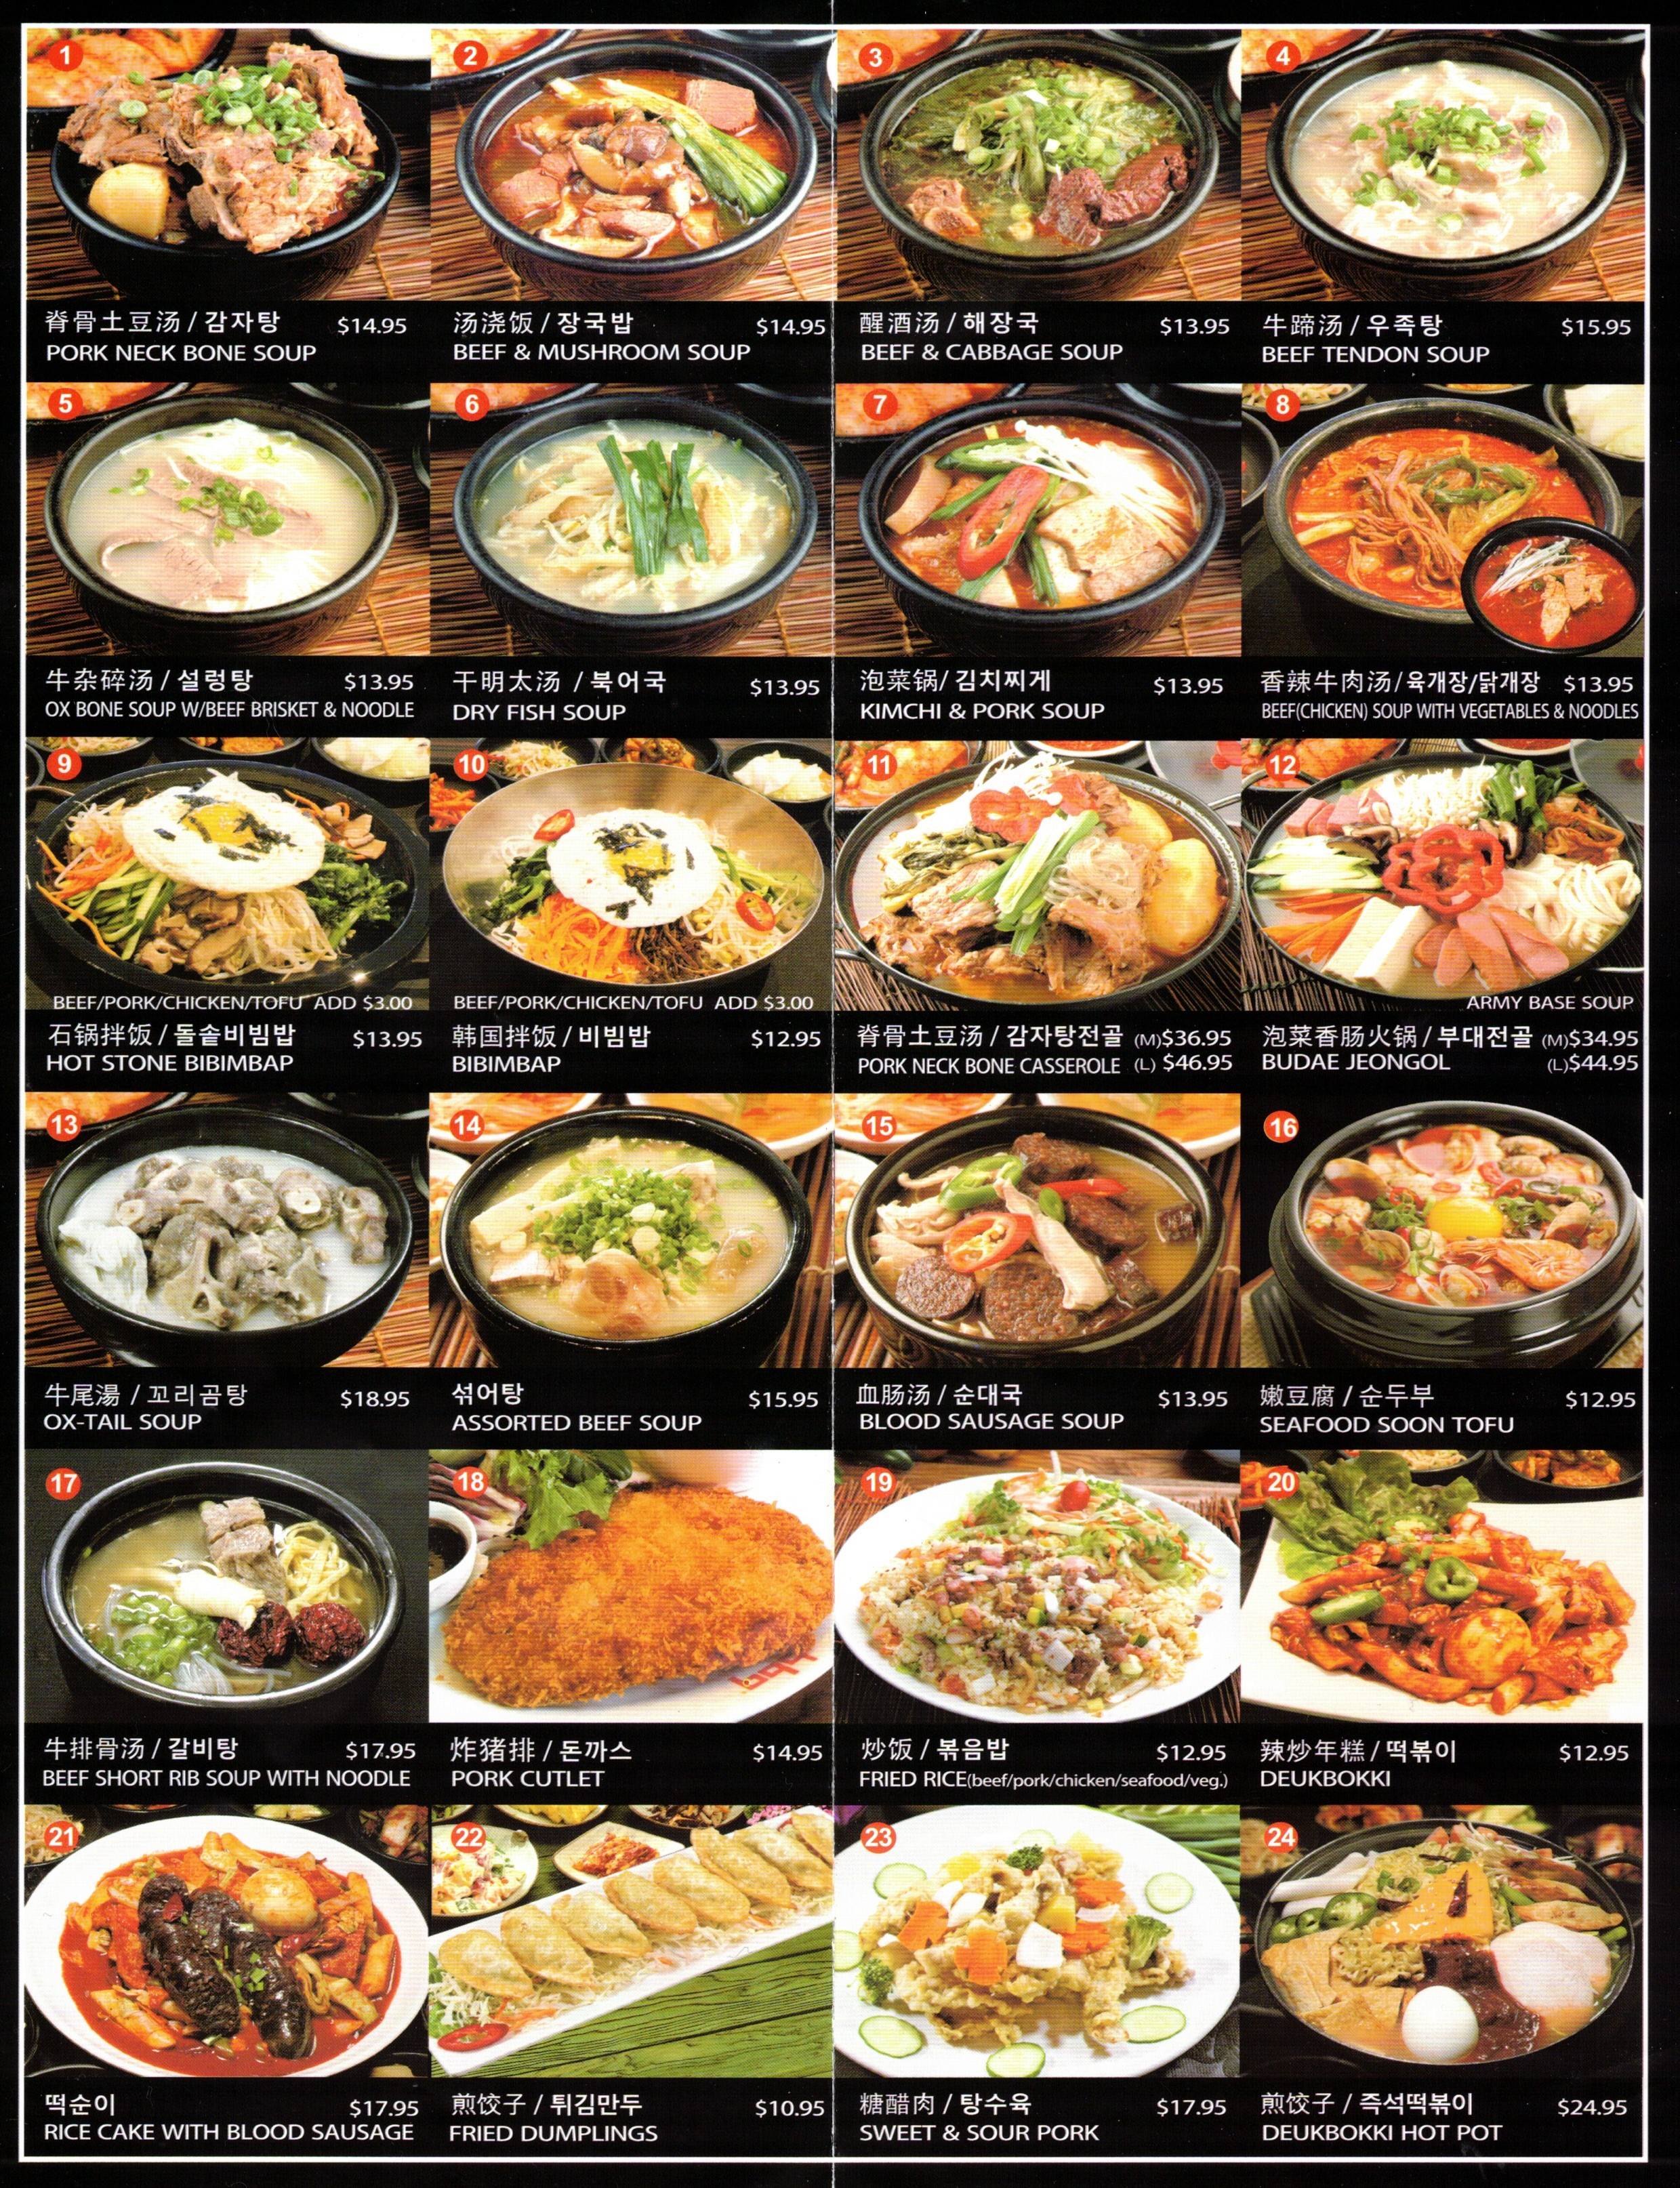 1
脊骨土豆汤 / 감자탕 $14.95
PORK NECK BONE SOUP
2
汤浇饭 / 장국밥 $14.95
BEEF & MUSHROOM SOUP
3
醒酒汤 / 해장국 $13.95
BEEF & CABBAGE SOUP
4
牛蹄汤 / 우족탕 $15.95
BEEF TENDON SOUP
5
牛杂碎汤 / 설렁탕 $13.95
OX BONE SOUP W/BEEF BRISKET & NOODLE
6
干明太汤 / 북어국 $13.95
DRY FISH SOUP
7
泡菜锅/ 김치찌게 $13.95
KIMCHI & PORK SOUP
8
香辣牛肉汤/육개장/닭개장 $13.95
BEEF(CHICKEN) SOUP WITH VEGETABLES & NOODLES
9
BEEF/PORK/CHICKEN/TOFU ADD $3.00
石锅拌饭 / 돌솥비빔밥 $13.95
HOT STONE BIBIMBAP
10
BEEF/PORK/CHICKEN/TOFU ADD $3.00
韩国拌饭 / 비빔밥 $12.95
BIBIMBAP
11
脊骨土豆汤 / 감자탕전골 (M)$36.95
PORK NECK BONE CASSEROLE (L) $46.95
12
ARMY BASE SOUP
泡菜香肠火锅 / 부대전골 (M)$34.95
BUDAE JEONGOL (L)$44.95
13
牛尾湯 / 꼬리곰탕 $18.95
OX-TAIL SOUP
14
섞어탕 $15.95
ASSORTED BEEF SOUP
15
血肠汤 / 순대국 $13.95
BLOOD SAUSAGE SOUP
16
嫩豆腐 / 순두부 $12.95
SEAFOOD SOON TOFU
17
牛排骨汤 / 갈비탕 $17.95
BEEF SHORT RIB SOUP WITH NOODLE
18
炸猪排 / 돈까스 $14.95
PORK CUTLET
19
炒饭 / 볶음밥 $12.95
FRIED RICE(beef/pork/chicken/seafood/veg.)
20
辣炒年糕 / 떡볶이 $12.95
DEUKBOKKI
21
떡순이 $17.95
RICE CAKE WITH BLOOD SAUSAGE
22
煎饺子 / 튀김만두 $10.95
FRIED DUMPLINGS
23
糖醋肉 / 탕수육 $17.95
SWEET & SOUR PORK
24
煎饺子 / 즉석떡볶이 $24.95
DEUKBOKKI HOT POT